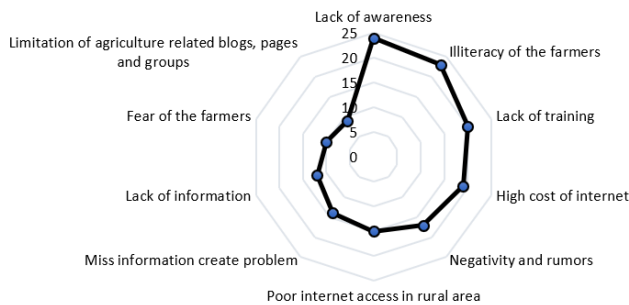 Lack of awareness
25
Limitation of agriculture related blogs, pages
and groups
Illiteracy of the farmers
20
15
10
Fear of the farmers
Lack of training
5
0
Lack of information
High cost of internet
Miss information create problem
Negativity and rumors
Poor internet access in rural area